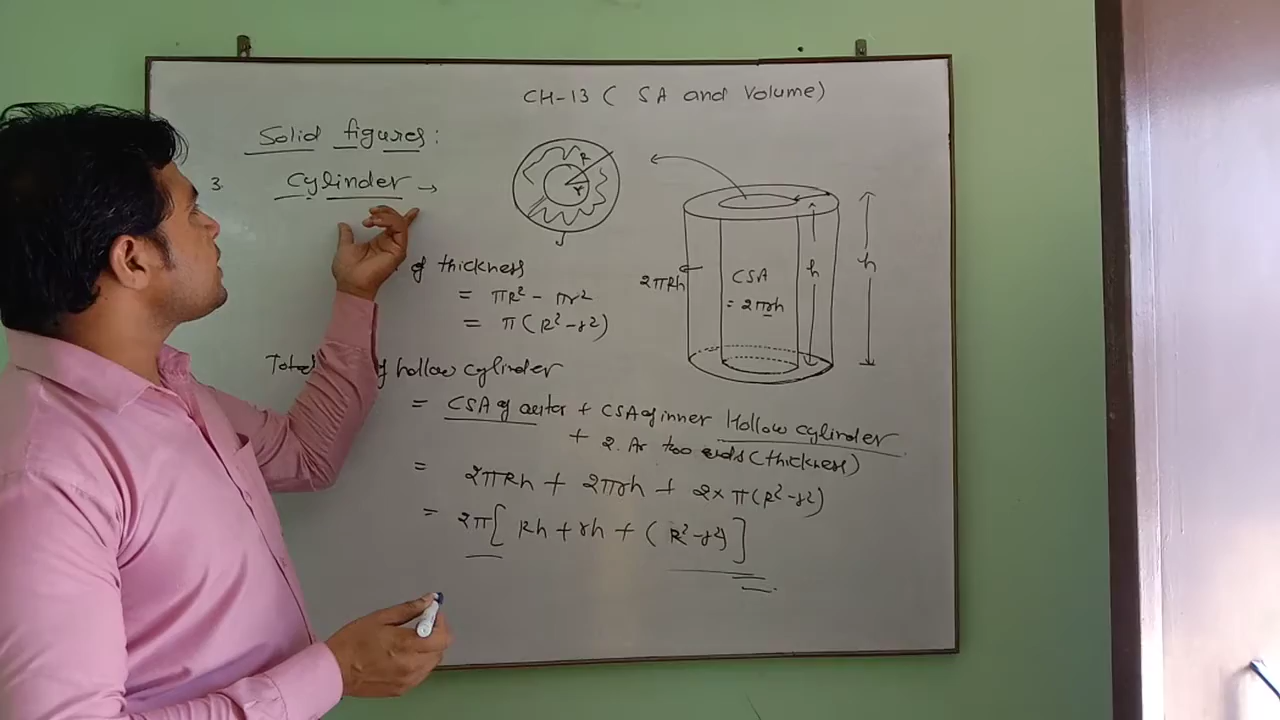 CH-13 ( SA and Volume)
Solid figures:
3. Cylinder →
R
r
of thickness
= πR² - πr²
= π(R²-r²)
2πRh
CSA
= 2πrh
h
h
Total of hollow cylinder
= CSA of outer + CSA of inner Hollow cylinder
+ 2. Ar two ends (thickness)
= 2πRh + 2πrh + 2×π(R²-r²)
= 2π[ Rh + rh + (R²-r²) ]